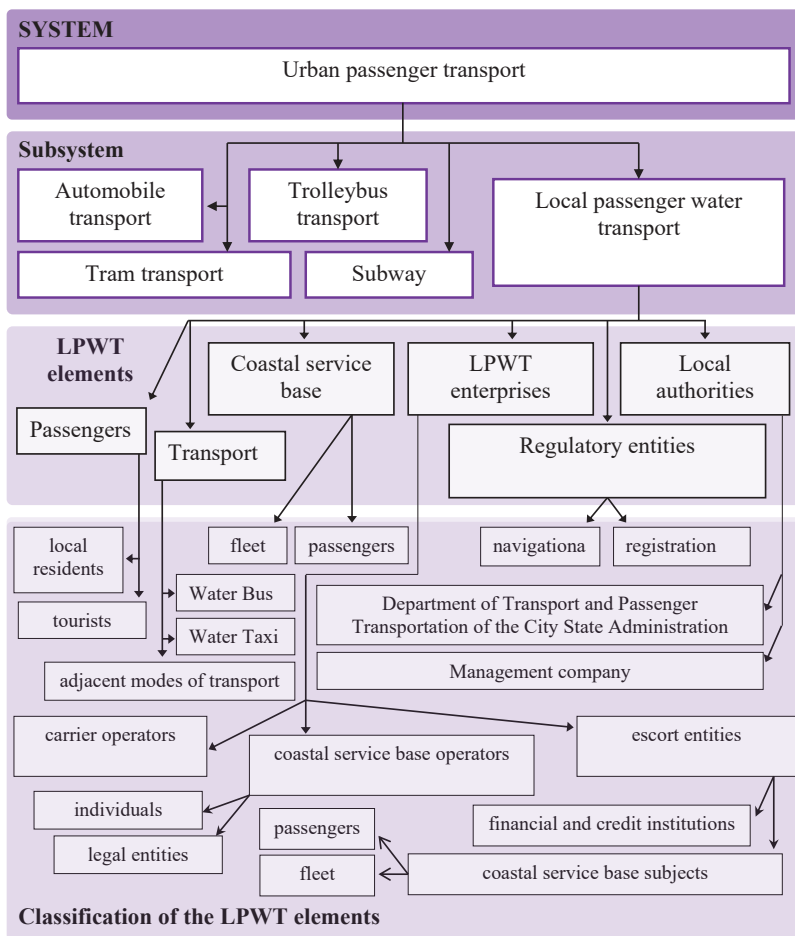 SYSTEM
Urban passenger transport
Subsystem
Automobile
transport
Trolleybus
transport
Local passenger water
transport
Tram transport
Subway
LPWT
elements
Coastal service
base
LPWT
enterprises
Local
authorities
Passengers
Transport
Regulatory entities
local
residents
fleet
passengers
navigationa
registration
tourists
Water Bus
Water Taxi
adjacent modes of transport
Department of Transport and Passenger
Transportation of the City State Administration
Management company
carrier operators
coastal service base operators
escort entities
individuals
legal entities
passengers
fleet
financial and credit institutions
coastal service base subjects
Classification of the LPWT elements